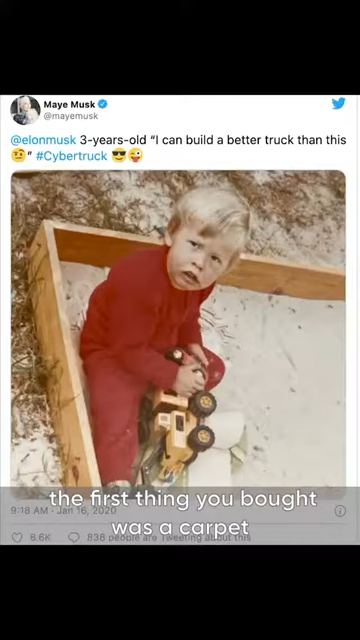 Maye Musk
@mayemusk
@elonmusk 3-years-old “I can build a better truck than this
🤨” #Cybertruck 😎😜
the first thing you bought
was a carpet
9:18 AM · Jan 16, 2020
8.6K 838 people are Tweeting about this